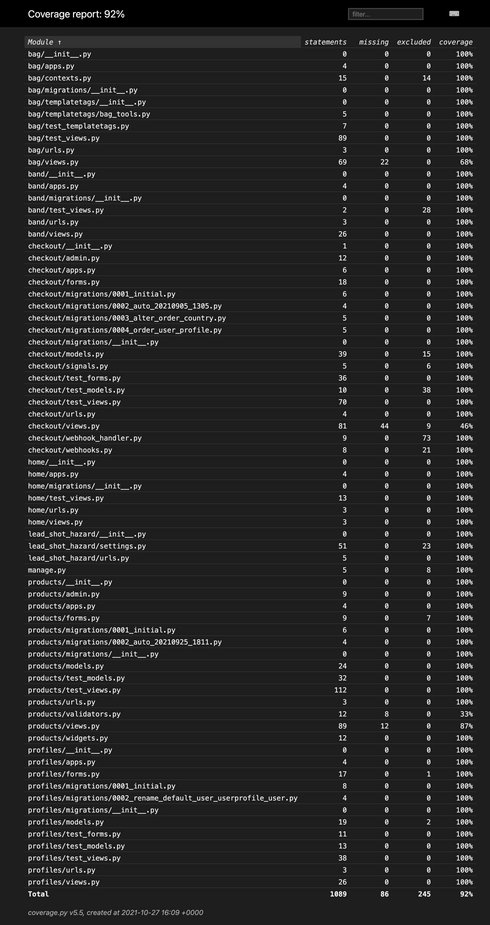 Coverage report: 92%
filter...
Module ↑ statements missing excluded coverage
bag/__init__.py 0 0 0 100%
bag/apps.py 4 0 0 100%
bag/contexts.py 15 0 14 100%
bag/migrations/__init__.py 0 0 0 100%
bag/templatetags/__init__.py 0 0 0 100%
bag/templatetags/bag_tools.py 5 0 0 100%
bag/test_templatetags.py 7 0 0 100%
bag/test_views.py 89 0 0 100%
bag/urls.py 3 0 0 100%
bag/views.py 69 22 0 68%
band/__init__.py 0 0 0 100%
band/apps.py 4 0 0 100%
band/migrations/__init__.py 0 0 0 100%
band/test_views.py 2 0 28 100%
band/urls.py 3 0 0 100%
band/views.py 26 0 0 100%
checkout/__init__.py 1 0 0 100%
checkout/admin.py 12 0 0 100%
checkout/apps.py 6 0 0 100%
checkout/forms.py 18 0 0 100%
checkout/migrations/0001_initial.py 6 0 0 100%
checkout/migrations/0002_auto_20210905_1305.py 4 0 0 100%
checkout/migrations/0003_alter_order_country.py 5 0 0 100%
checkout/migrations/0004_order_user_profile.py 5 0 0 100%
checkout/migrations/__init__.py 0 0 0 100%
checkout/models.py 39 0 15 100%
checkout/signals.py 5 0 6 100%
checkout/test_forms.py 36 0 0 100%
checkout/test_models.py 10 0 38 100%
checkout/test_views.py 70 0 0 100%
checkout/urls.py 4 0 0 100%
checkout/views.py 81 44 9 46%
checkout/webhook_handler.py 9 0 73 100%
checkout/webhooks.py 8 0 21 100%
home/__init__.py 0 0 0 100%
home/apps.py 4 0 0 100%
home/migrations/__init__.py 0 0 0 100%
home/test_views.py 13 0 0 100%
home/urls.py 3 0 0 100%
home/views.py 3 0 0 100%
lead_shot_hazard/__init__.py 0 0 0 100%
lead_shot_hazard/settings.py 51 0 23 100%
lead_shot_hazard/urls.py 5 0 0 100%
manage.py 5 0 8 100%
products/__init__.py 0 0 0 100%
products/admin.py 9 0 0 100%
products/apps.py 4 0 0 100%
products/forms.py 9 0 7 100%
products/migrations/0001_initial.py 6 0 0 100%
products/migrations/0002_auto_20210925_1811.py 4 0 0 100%
products/migrations/__init__.py 0 0 0 100%
products/models.py 24 0 0 100%
products/test_models.py 32 0 0 100%
products/test_views.py 112 0 0 100%
products/urls.py 3 0 0 100%
products/validators.py 12 8 0 33%
products/views.py 89 12 0 87%
products/widgets.py 12 0 0 100%
profiles/__init__.py 0 0 0 100%
profiles/apps.py 4 0 0 100%
profiles/forms.py 17 0 1 100%
profiles/migrations/0001_initial.py 8 0 0 100%
profiles/migrations/0002_rename_default_user_userprofile_user.py 4 0 0 100%
profiles/migrations/__init__.py 0 0 0 100%
profiles/models.py 19 0 2 100%
profiles/test_forms.py 11 0 0 100%
profiles/test_models.py 13 0 0 100%
profiles/test_views.py 38 0 0 100%
profiles/urls.py 3 0 0 100%
profiles/views.py 26 0 0 100%
Total 1089 86 245 92%
coverage.py v5.5, created at 2021-10-27 16:09 +0000